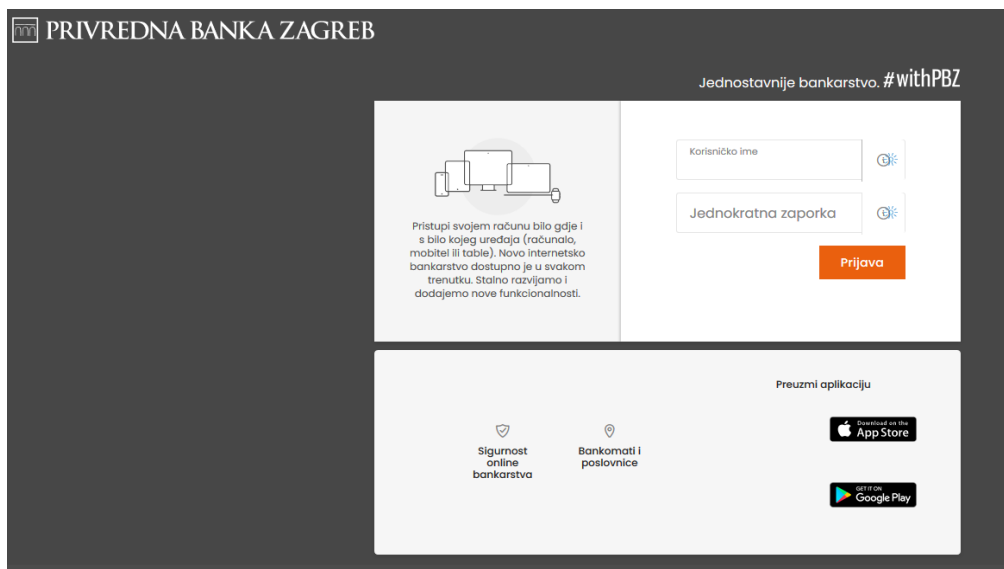 PRIVREDNA BANKA ZAGREB
Jednostavnije bankarstvo. #withPBZ
Pristupi svojem računu bilo gdje i
s bilo kojeg uređaja (računalo,
mobitel ili table). Novo internetsko
bankarstvo dostupno je u svakom
trenutku. Stalno razvijamo i
dodajemo nove funkcionalnosti.
Korisničko ime
Jednokratna zaporka
Prijava
Sigurnost
online
bankarstva
Bankomati i
poslovnice
Preuzmi aplikaciju
Download on the
App Store
GET IT ON
Google Play